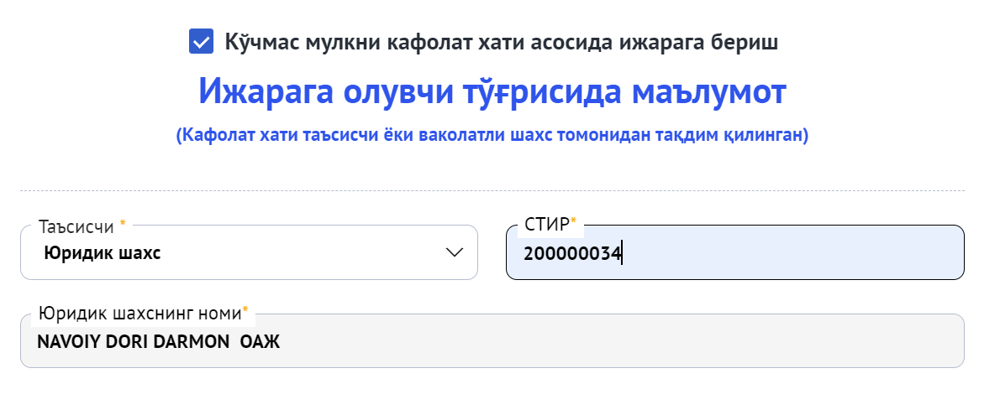 Кўчмас мулкни кафолат хати асосида ижарага бериш
Ижарага олувчи тўғрисида маълумот
(Кафолат хати таъсисчи ёки ваколатли шахс томонидан тақдим қилинган)
Таъсисчи *
Юридик шахс
СТИР*
200000034
Юридик шахснинг номи*
NAVOIY DORI DARMON ОАЖ